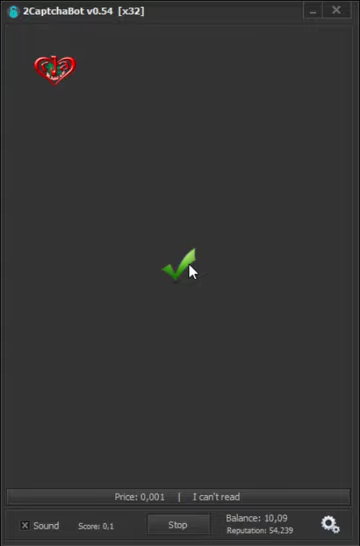 2CaptchaBot v0.54 [x32]
Price: 0,001 | I can't read
Sound
Score: 0,1
Stop
Balance: 10,09
Reputation: 54.239